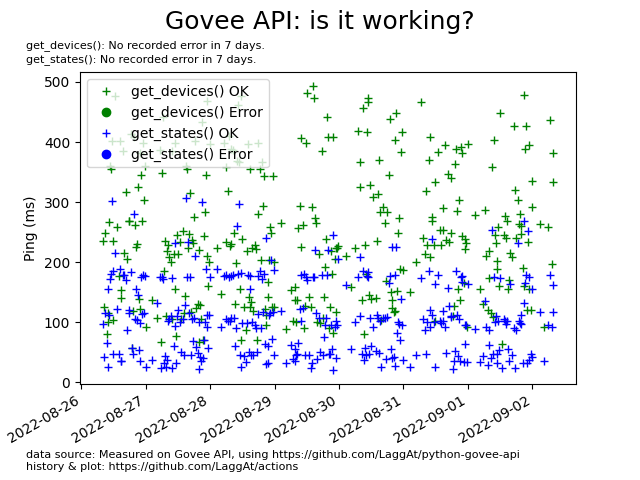 Govee API: is it working?
get_devices(): No recorded error in 7 days.
get_states(): No recorded error in 7 days.
get_devices() OK
get_devices() Error
get_states() OK
get_states() Error
Ping (ms)
500
400
300
200
100
0
2022-08-26
2022-08-27
2022-08-28
2022-08-29
2022-08-30
2022-08-31
2022-09-01
2022-09-02
data source: Measured on Govee API, using https://github.com/LaggAt/python-govee-api
history & plot: https://github.com/LaggAt/actions